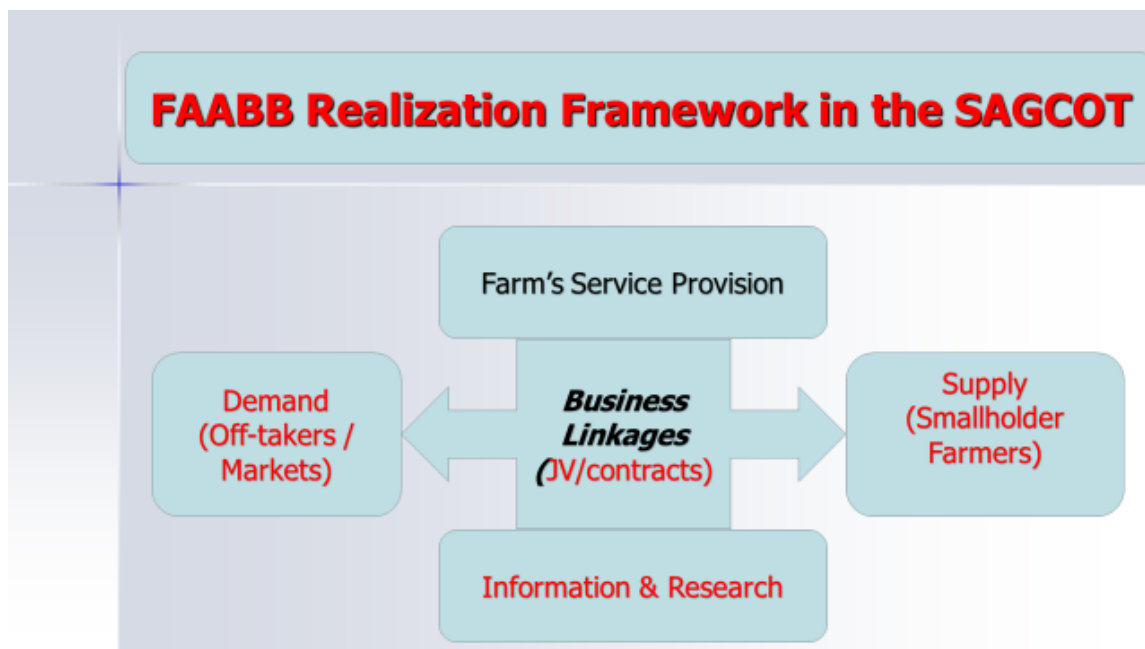 FAABB Realization Framework in the SAGCOT
Farm's Service Provision
Demand
(Off-takers /
Markets)
Business
Linkages
(JV/contracts)
Supply
(Smallholder
Farmers)
Information & Research